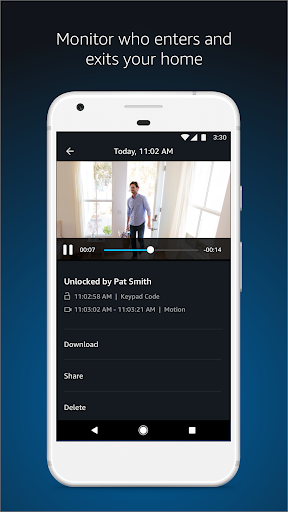 Monitor who enters and
exits your home
3:30
Today, 11:02 AM
00:07
-00:14
Unlocked by Pat Smith
11:02:58 AM | Keypad Code
11:03:02 AM - 11:03:21 AM | Motion
Download
Share
Delete